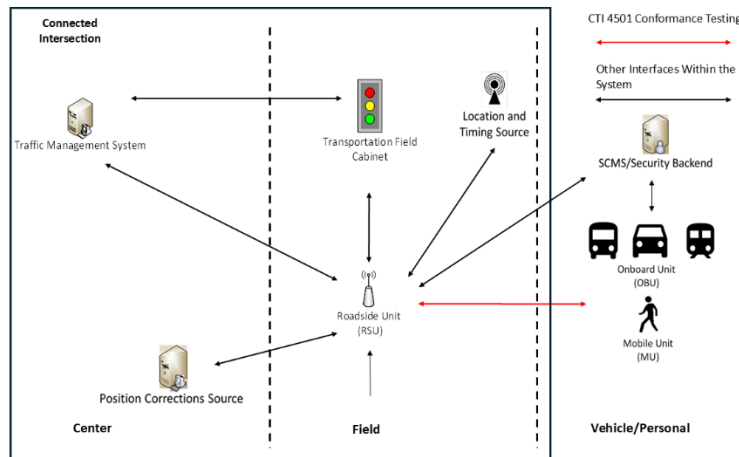 Connected
Intersection
CTI 4501 Conformance Testing
Other Interfaces Within the
System
Traffic Management System
Transportation Field
Cabinet
Location and
Timing Source
SCMS/Security Backend
Onboard Unit
(OBU)
Roadside Unit
(RSU)
Mobile Unit
(MU)
Position Corrections Source
Center
Field
Vehicle/Personal